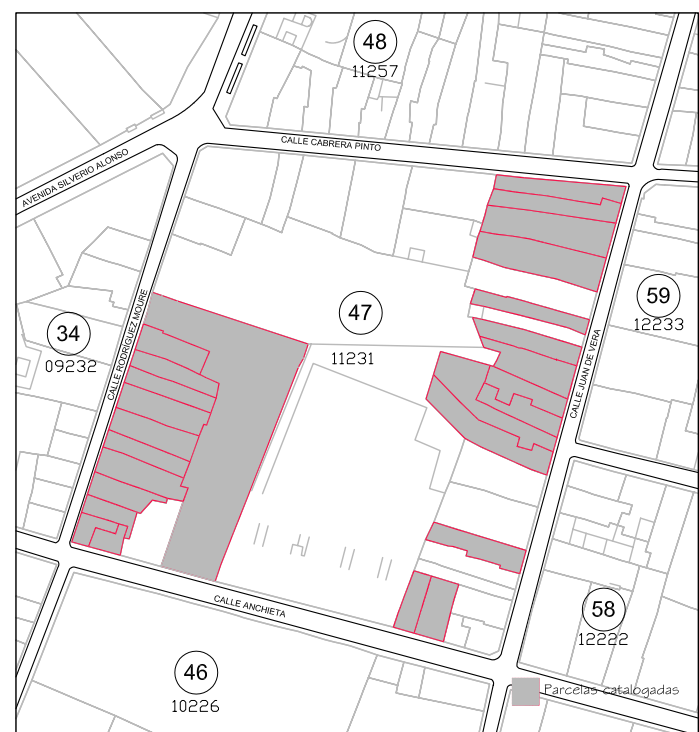 48
11257
CALLE CABRERA PINTO
AVENIDA SILVERIO ALONSO
59
12233
47
11231
34
09232
CALLE RODRIGUEZ MOURE
CALLE JUAN DE VERA
58
12222
CALLE ANCHIETA
46
10226
Parcelas catalogadas